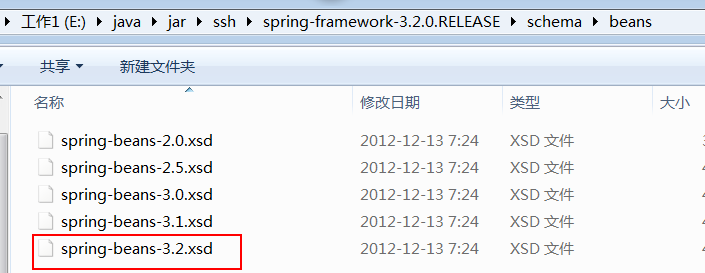 工作1 (E:) ▸ java ▸ jar ▸ ssh ▸ spring-framework-3.2.0.RELEASE ▸ schema ▸ beans
共享 新建文件夹
名称 修改日期 类型 大小
spring-beans-2.0.xsd 2012-12-13 7:24 XSD 文件
spring-beans-2.5.xsd 2012-12-13 7:24 XSD 文件
spring-beans-3.0.xsd 2012-12-13 7:24 XSD 文件
spring-beans-3.1.xsd 2012-12-13 7:24 XSD 文件
spring-beans-3.2.xsd 2012-12-13 7:24 XSD 文件